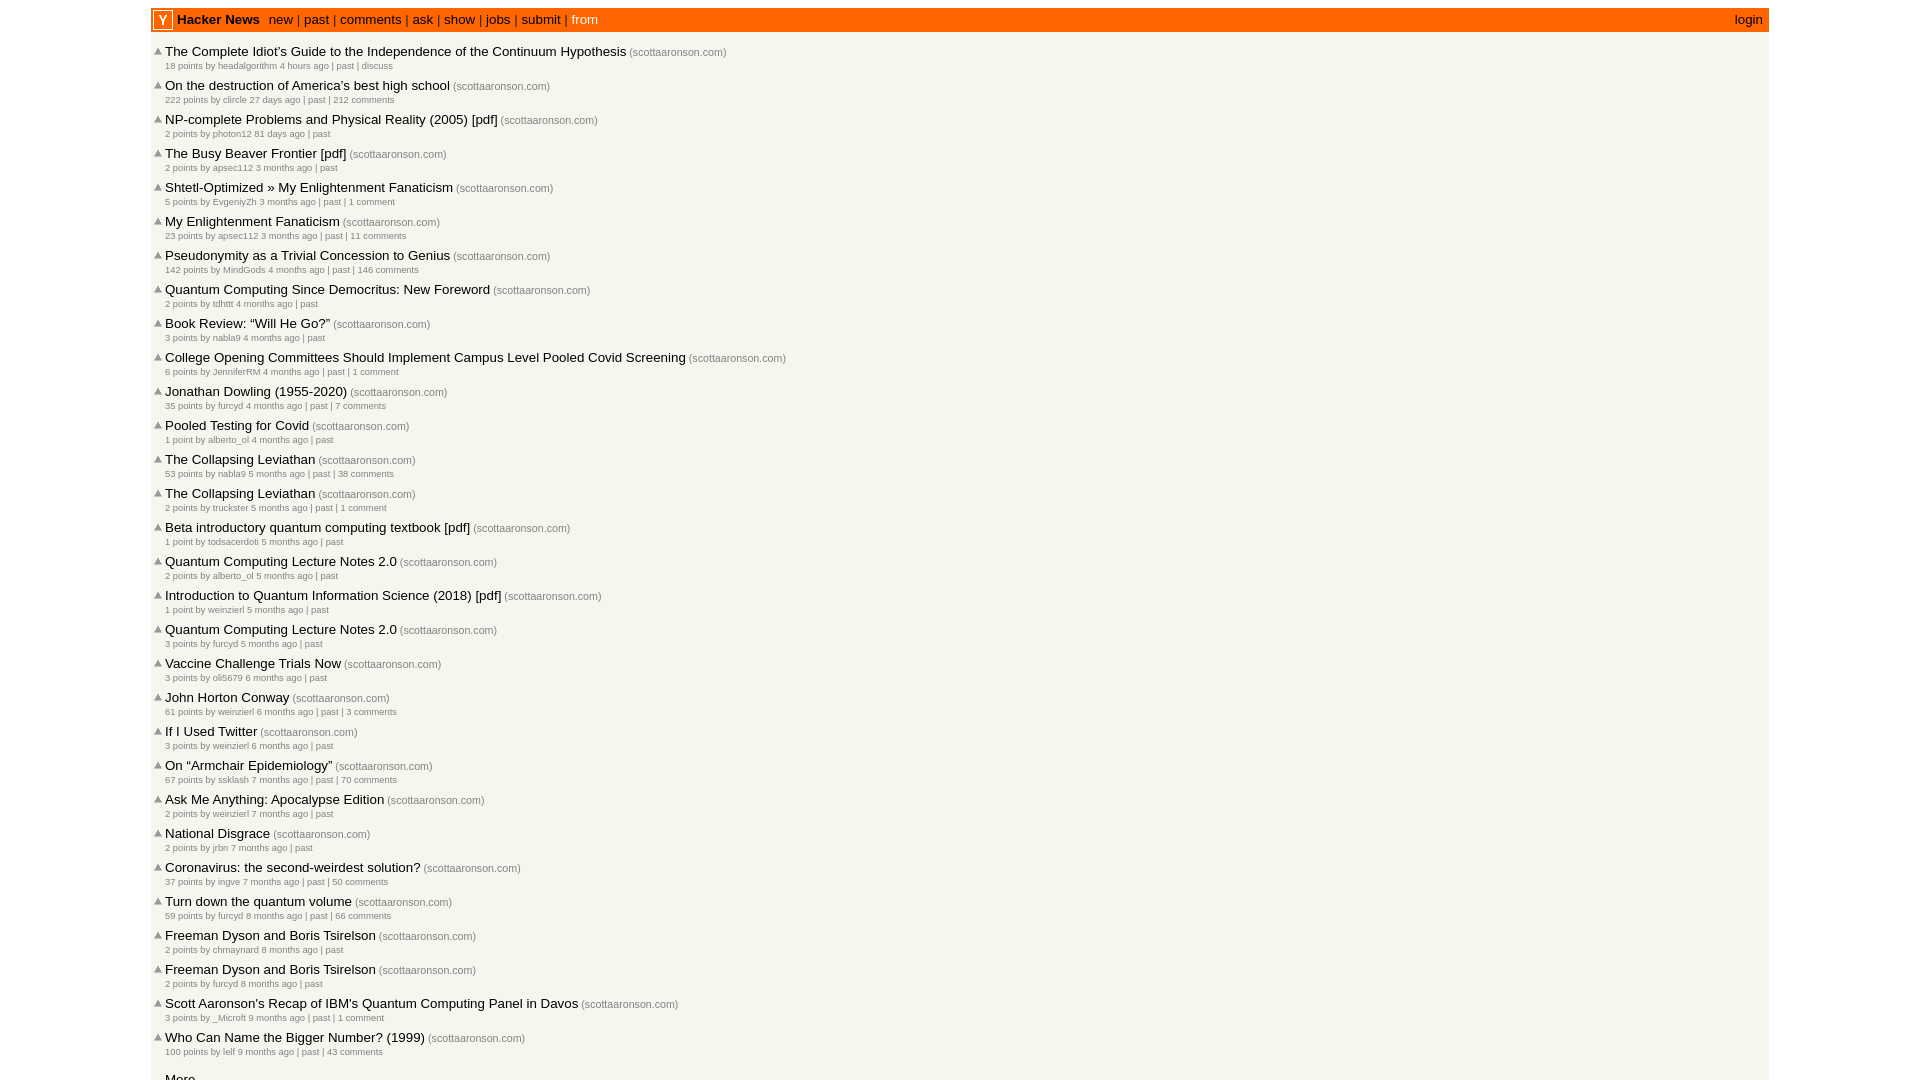 Y Hacker News new | past | comments | ask | show | jobs | submit | from login
The Complete Idiot’s Guide to the Independence of the Continuum Hypothesis (scottaaronson.com)
18 points by headalgorithm 4 hours ago | past | discuss
On the destruction of America’s best high school (scottaaronson.com)
222 points by clircle 27 days ago | past | 212 comments
NP-complete Problems and Physical Reality (2005) [pdf] (scottaaronson.com)
2 points by photon12 81 days ago | past
The Busy Beaver Frontier [pdf] (scottaaronson.com)
2 points by apsec112 3 months ago | past
Shtetl-Optimized » My Enlightenment Fanaticism (scottaaronson.com)
5 points by EvgeniyZh 3 months ago | past | 1 comment
My Enlightenment Fanaticism (scottaaronson.com)
23 points by apsec112 3 months ago | past | 11 comments
Pseudonymity as a Trivial Concession to Genius (scottaaronson.com)
142 points by MindGods 4 months ago | past | 146 comments
Quantum Computing Since Democritus: New Foreword (scottaaronson.com)
2 points by tdhttt 4 months ago | past
Book Review: “Will He Go?” (scottaaronson.com)
3 points by nabla9 4 months ago | past
College Opening Committees Should Implement Campus Level Pooled Covid Screening (scottaaronson.com)
6 points by JenniferRM 4 months ago | past | 1 comment
Jonathan Dowling (1955-2020) (scottaaronson.com)
35 points by furcyd 4 months ago | past | 7 comments
Pooled Testing for Covid (scottaaronson.com)
1 point by alberto_ol 4 months ago | past
The Collapsing Leviathan (scottaaronson.com)
53 points by nabla9 5 months ago | past | 38 comments
The Collapsing Leviathan (scottaaronson.com)
2 points by truckster 5 months ago | past | 1 comment
Beta introductory quantum computing textbook [pdf] (scottaaronson.com)
1 point by todsacerdoti 5 months ago | past
Quantum Computing Lecture Notes 2.0 (scottaaronson.com)
2 points by alberto_ol 5 months ago | past
Introduction to Quantum Information Science (2018) [pdf] (scottaaronson.com)
1 point by weinzierl 5 months ago | past
Quantum Computing Lecture Notes 2.0 (scottaaronson.com)
3 points by furcyd 5 months ago | past
Vaccine Challenge Trials Now (scottaaronson.com)
3 points by oli5679 6 months ago | past
John Horton Conway (scottaaronson.com)
61 points by weinzierl 6 months ago | past | 3 comments
If I Used Twitter (scottaaronson.com)
3 points by weinzierl 6 months ago | past
On “Armchair Epidemiology” (scottaaronson.com)
67 points by ssklash 7 months ago | past | 70 comments
Ask Me Anything: Apocalypse Edition (scottaaronson.com)
2 points by weinzierl 7 months ago | past
National Disgrace (scottaaronson.com)
2 points by jrbn 7 months ago | past
Coronavirus: the second-weirdest solution? (scottaaronson.com)
37 points by ingve 7 months ago | past | 50 comments
Turn down the quantum volume (scottaaronson.com)
59 points by furcyd 8 months ago | past | 66 comments
Freeman Dyson and Boris Tsirelson (scottaaronson.com)
2 points by chmaynard 8 months ago | past
Freeman Dyson and Boris Tsirelson (scottaaronson.com)
2 points by furcyd 8 months ago | past
Scott Aaronson's Recap of IBM's Quantum Computing Panel in Davos (scottaaronson.com)
3 points by _Microft 9 months ago | past | 1 comment
Who Can Name the Bigger Number? (1999) (scottaaronson.com)
100 points by lelf 9 months ago | past | 43 comments
More